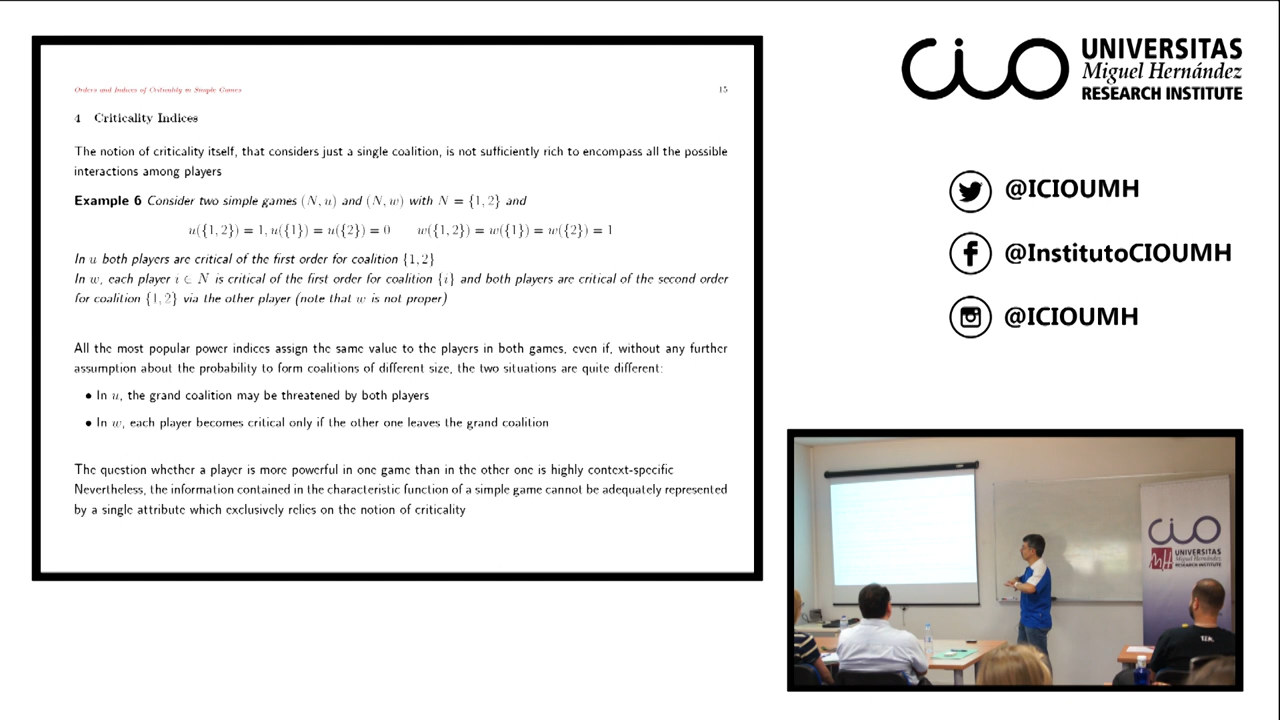 Orders and Indices of Criticality in Simple Games 15
4 Criticality Indices
The notion of criticality itself, that considers just a single coalition, is not sufficiently rich to encompass all the possible
interactions among players
Example 6 Consider two simple games (N, u) and (N, w) with N = {1, 2} and
u({1, 2}) = 1, u({1}) = u({2}) = 0 w({1, 2}) = w({1}) = w({2}) = 1
In u both players are critical of the first order for coalition {1, 2}
In w, each player i ∈ N is critical of the first order for coalition {i} and both players are critical of the second order
for coalition {1, 2} via the other player (note that w is not proper)
All the most popular power indices assign the same value to the players in both games, even if, without any further
assumption about the probability to form coalitions of different size, the two situations are quite different:
• In u, the grand coalition may be threatened by both players
• In w, each player becomes critical only if the other one leaves the grand coalition
The question whether a player is more powerful in one game than in the other one is highly context-specific
Nevertheless, the information contained in the characteristic function of a simple game cannot be adequately represented
by a single attribute which exclusively relies on the notion of criticality
CIO
UNIVERSITAS
Miguel Hernández
RESEARCH INSTITUTE
@ICIOUMH
@InstitutoCIOUMH
@ICIOUMH
CIO
UNIVERSITAS
Miguel Hernández
RESEARCH INSTITUTE